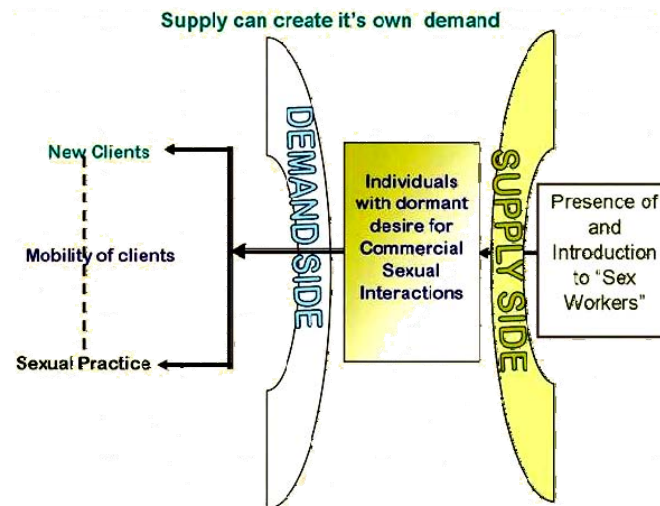 Supply can create it's own demand
New Clients
Mobility of clients
Sexual Practice
DEMAND SIDE
Individuals
with dormant
desire for
Commercial
Sexual
Interactions
SUPPLY SIDE
Presence of
and
Introduction
to "Sex
Workers"